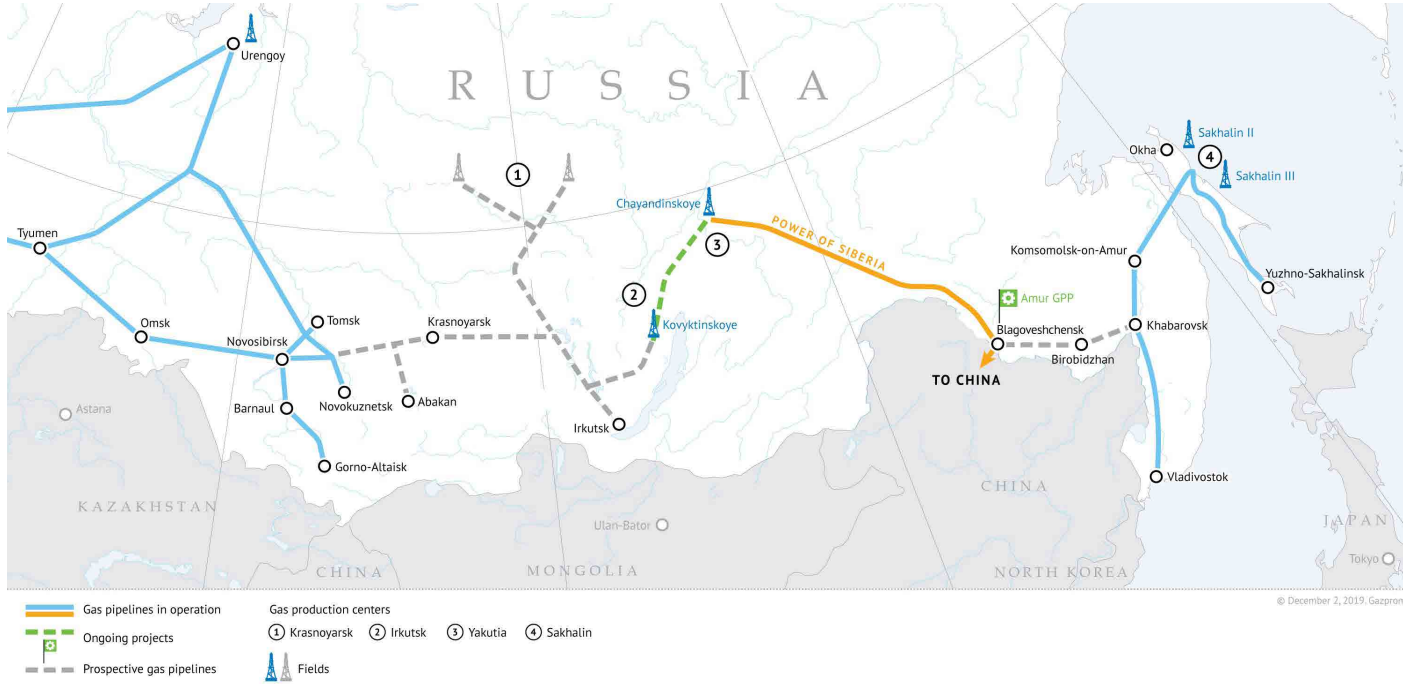 Urengoy
RUSSIA
1
Okha
Sakhalin II
4
Sakhalin III
Chayandinskoye
3
POWER OF SIBERIA
Tyumen
Komsomolsk-on-Amur
Yuzhno-Sakhalinsk
2
Amur GPP
Omsk
Tomsk
Krasnoyarsk
Kovyktinskoye
Novosibirsk
Blagoveshchensk
Khabarovsk
Birobidzhan
TO CHINA
Astana
Barnaul
Novokuznetsk
Abakan
Irkutsk
Gorno-Altaisk
Vladivostok
KAZAKHSTAN
CHINA
Ulan-Bator
JAPAN
Tokyo
CHINA
MONGOLIA
NORTH KOREA
© December 2, 2019. Gazprom
Gas pipelines in operation
Gas production centers
Ongoing projects
1 Krasnoyarsk 2 Irkutsk 3 Yakutia 4 Sakhalin
Prospective gas pipelines
Fields